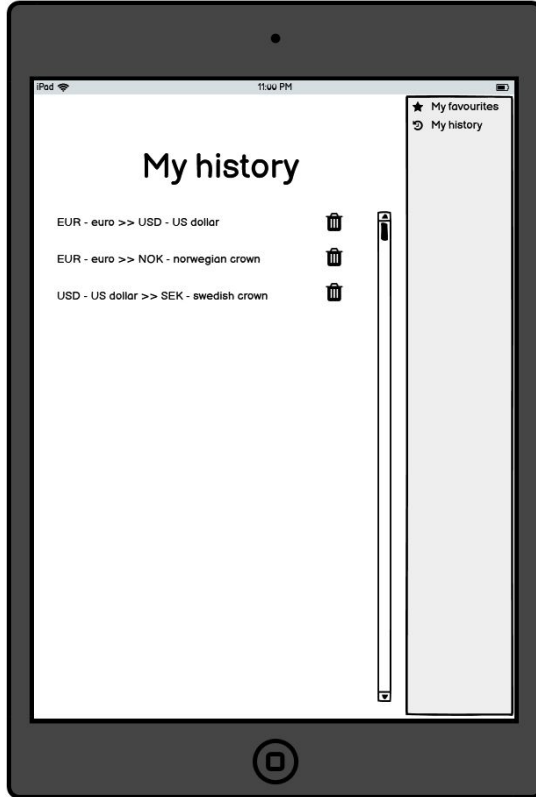 iPad
11:00 PM
My favourites
My history
My history
EUR - euro >> USD - US dollar
EUR - euro >> NOK - norwegian crown
USD - US dollar >> SEK - swedish crown